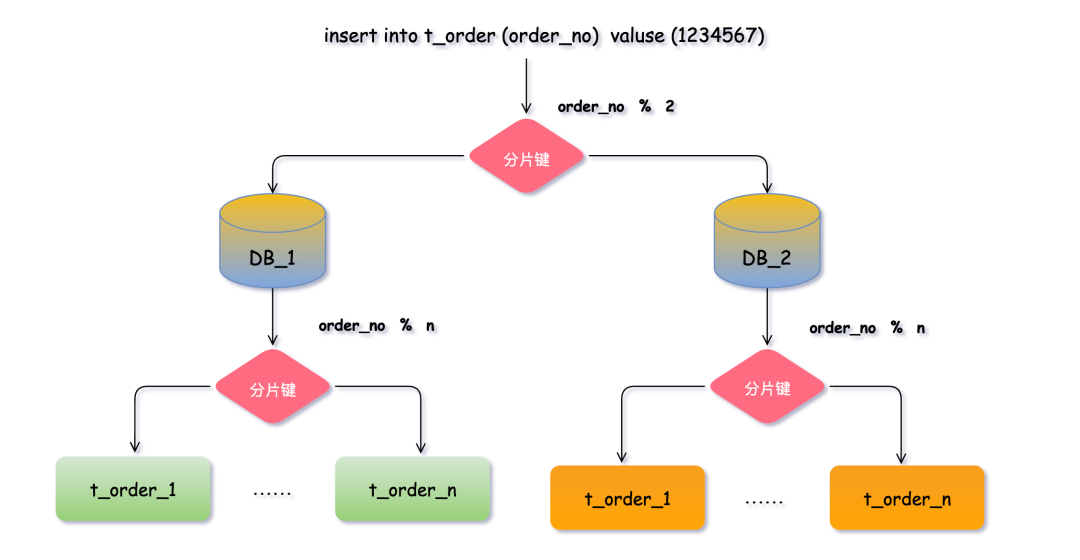 insert into t_order (order_no) valuse (1234567)
order_no % 2
分片键
DB_1
DB_2
order_no % n
order_no % n
分片键
分片键
t_order_1
......
t_order_n
t_order_1
......
t_order_n